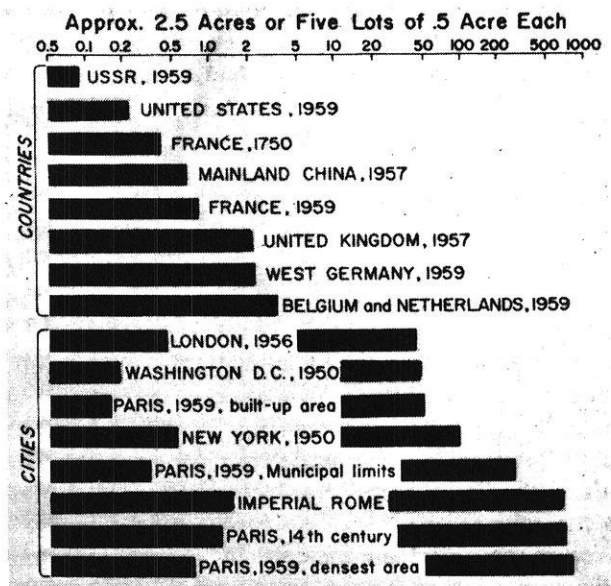 Approx. 2.5 Acres or Five Lots of .5 Acre Each
0.5 0.1 0.2 0.5 1.0 2 5 10 20 50 100 200 500 1000
COUNTRIES
USSR, 1959
UNITED STATES, 1959
FRANCE, 1750
MAINLAND CHINA, 1957
FRANCE, 1959
UNITED KINGDOM, 1957
WEST GERMANY, 1959
BELGIUM and NETHERLANDS, 1959
CITIES
LONDON, 1956
WASHINGTON D.C., 1950
PARIS, 1959, built-up area
NEW YORK, 1950
PARIS, 1959, Municipal limits
IMPERIAL ROME
PARIS, 14th century
PARIS, 1959, densest area